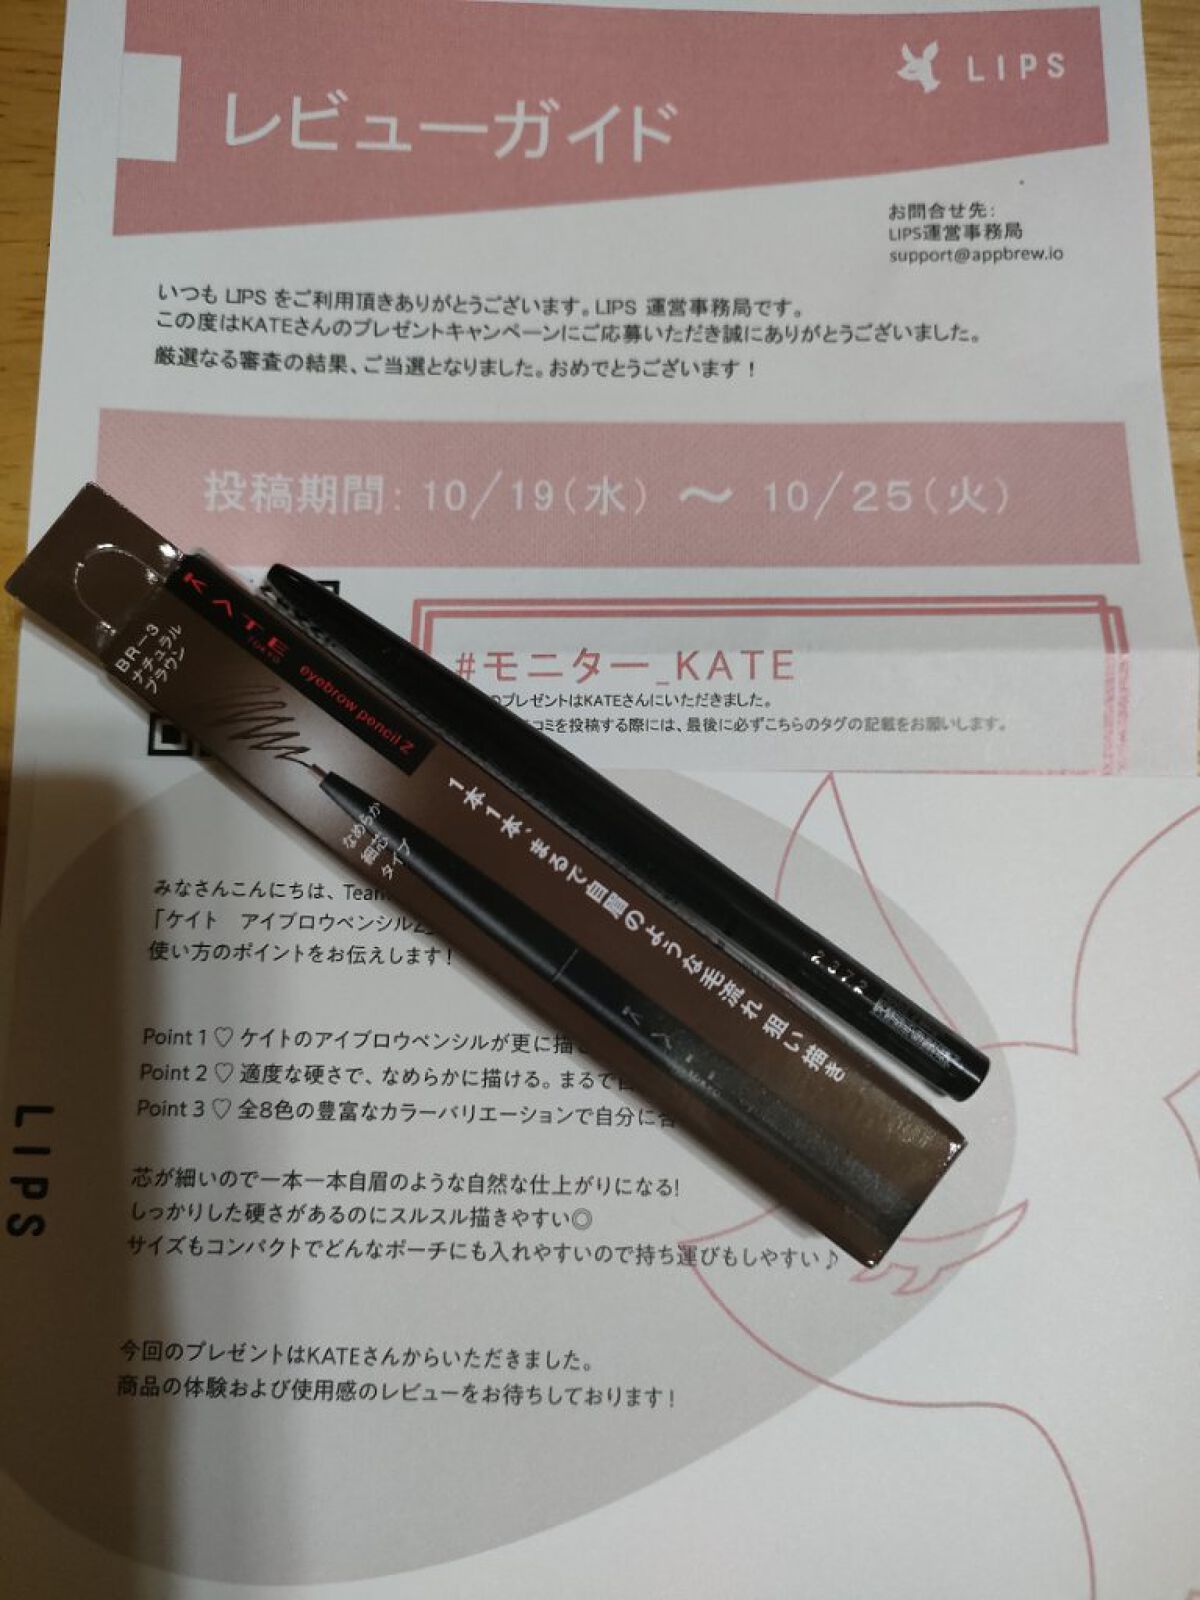 LIPS
レビューガイド
お問合せ先:
LIPS運営事務局
support@appbrew.io
いつも LIPS をご利用頂きありがとうございます。LIPS 運営事務局です。
この度はKATEさんのプレゼントキャンペーンにご応募いただき誠にありがとうございました。
厳選なる審査の結果、ご当選となりました。おめでとうございます！
投稿期間: 10/19(水) 〜 10/25(火)
#モニター_KATE
のプレゼントはKATEさんにいただきました。
コミを投稿する際には、最後に必ずこちらのタグの記載をお願いします。
BR-3
ナチュラル
ブラウン
KATE
TOKYO
eyebrow pencil Z
なめらか
細芯
タイプ
1本1本、まるで自眉のような毛流れ 狙い描き
みなさんこんにちは、Team
「ケイト アイブロウペンシルZ」
使い方のポイントをお伝えします！
Point 1 ♡ ケイトのアイブロウペンシルが更に描き
Point 2 ♡ 適度な硬さで、なめらかに描ける。まるで自
Point 3 ♡ 全8色の豊富なカラーバリエーションで自分に合
芯が細いので一本一本自眉のような自然な仕上がりになる!
しっかりした硬さがあるのにスルスル描きやすい◎
サイズもコンパクトでどんなポーチにも入れやすいので持ち運びもしやすい♪
今回のプレゼントはKATEさんからいただきました。
商品の体験および使用感のレビューをお待ちしております！
LIPS